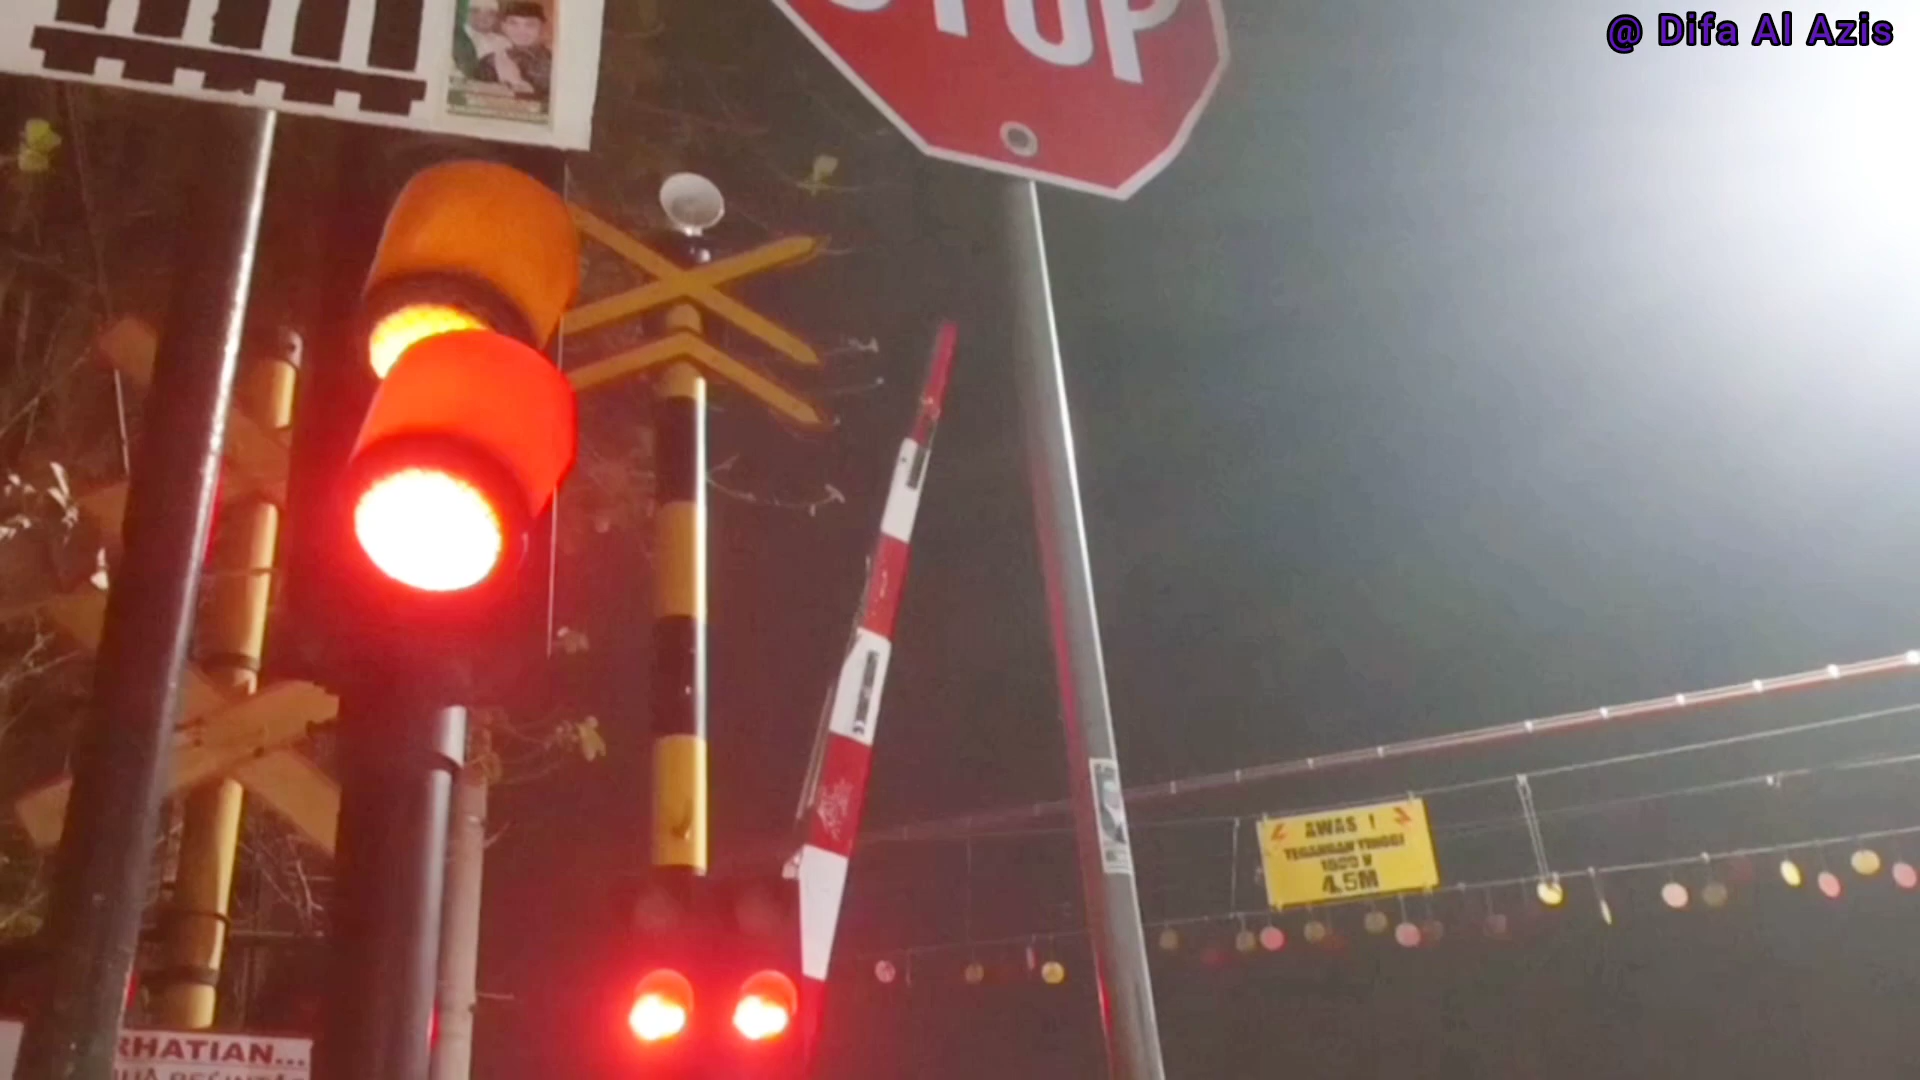 @ Difa Al Azis
STOP
AWAS !
TEGANGAN TINGGI
1500 V
4.5M
RHATIAN...